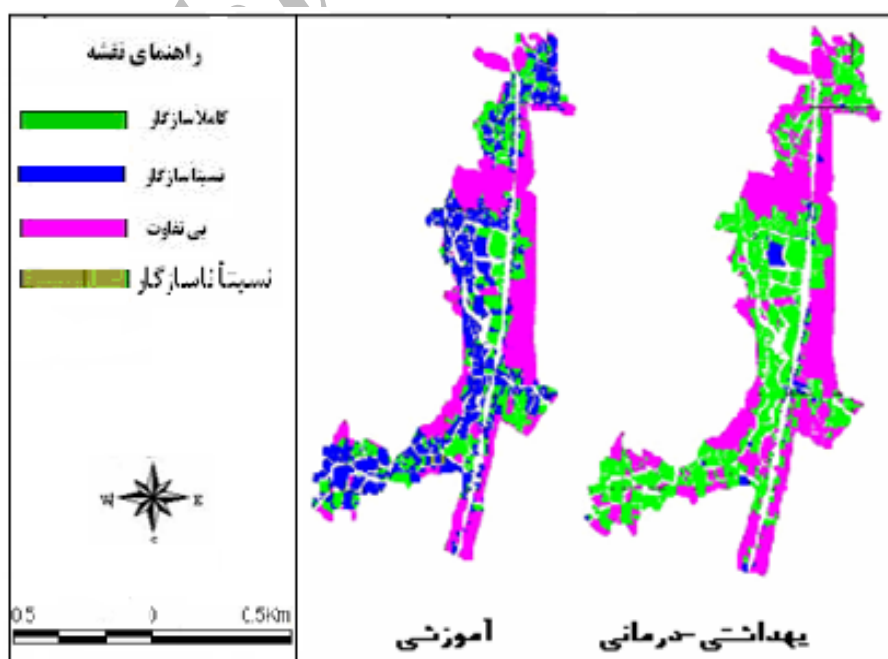 راهنمای نقشه
کاملاً سازگار
نسبتاً سازگار
بی تفاوت
نسبتاً ناسازگار
E
0.5 0 0.5Km
آموزشی
بهداشتی-درمانی